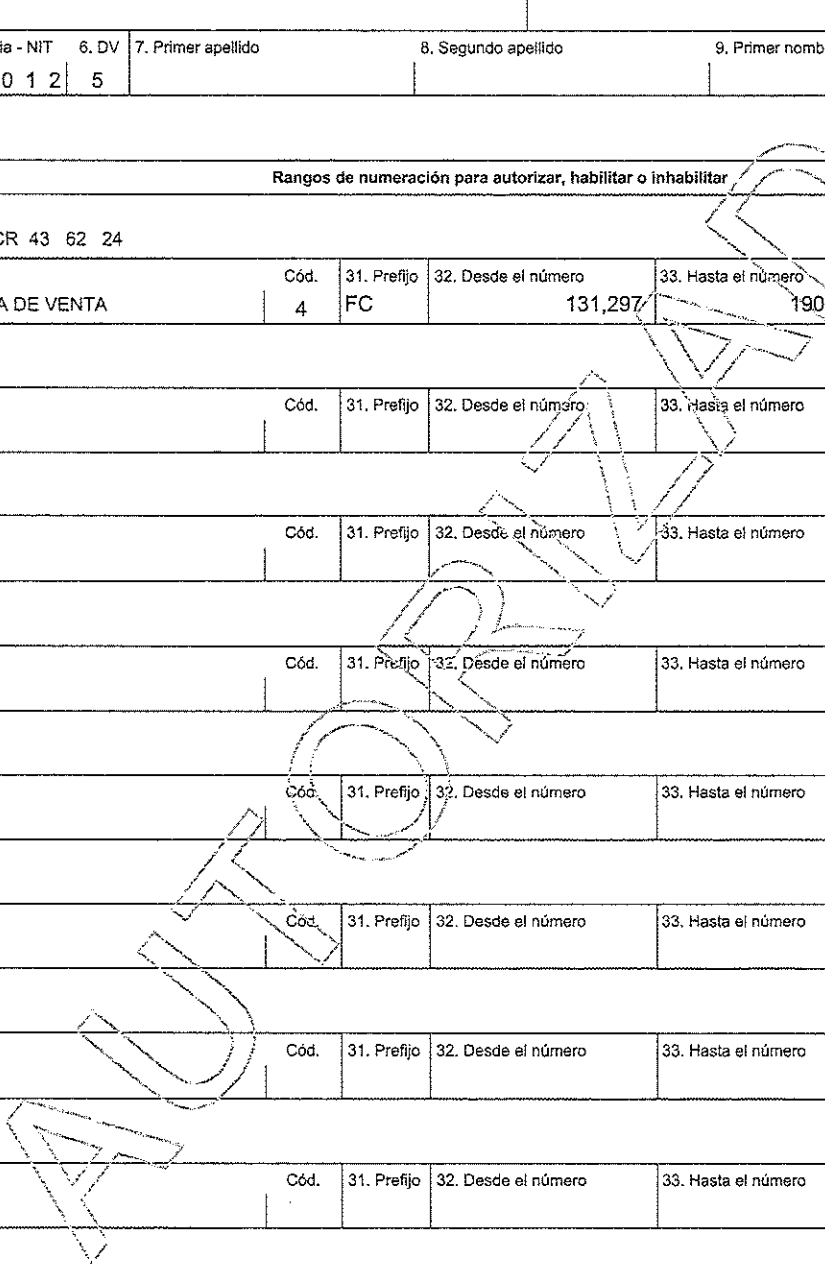 ia - NIT 6. DV 7. Primer apellido 8. Segundo apellido 9. Primer nomb
0 1 2 5
Rangos de numeración para autorizar, habilitar o inhabilitar
CR 43 62 24
Cód. 31. Prefijo 32. Desde el número 33. Hasta el número
A DE VENTA 4 FC 131,297 190
Cód. 31. Prefijo 32. Desde el número 33. Hasta el número
Cód. 31. Prefijo 32. Desde el número 33. Hasta el número
Cód. 31. Prefijo 32. Desde el número 33. Hasta el número
Cód. 31. Prefijo 32. Desde el número 33. Hasta el número
Cód. 31. Prefijo 32. Desde el número 33. Hasta el número
Cód. 31. Prefijo 32. Desde el número 33. Hasta el número
Cód. 31. Prefijo 32. Desde el número 33. Hasta el número
AUTORIZAD